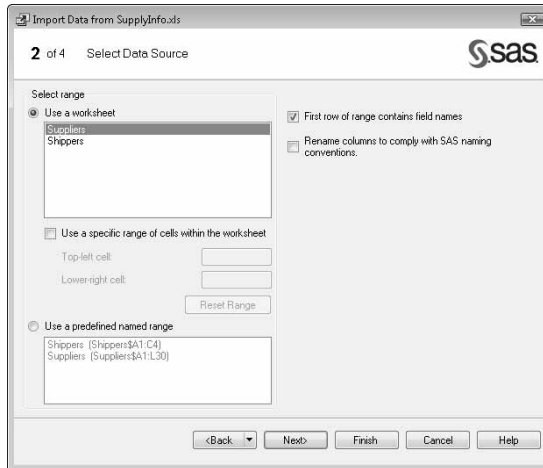 Import Data from SupplyInfo.xls
2 of 4 Select Data Source
sas
Select range
Use a worksheet
Suppliers
Shippers
First row of range contains field names
Rename columns to comply with SAS naming
conventions.
Use a specific range of cells within the worksheet
Top-left cell:
Lower-right cell:
Reset Range
Use a predefined named range
Shippers (Shippers$A1:C4)
Suppliers (Suppliers$A1:L30)
<Back
Next>
Finish
Cancel
Help